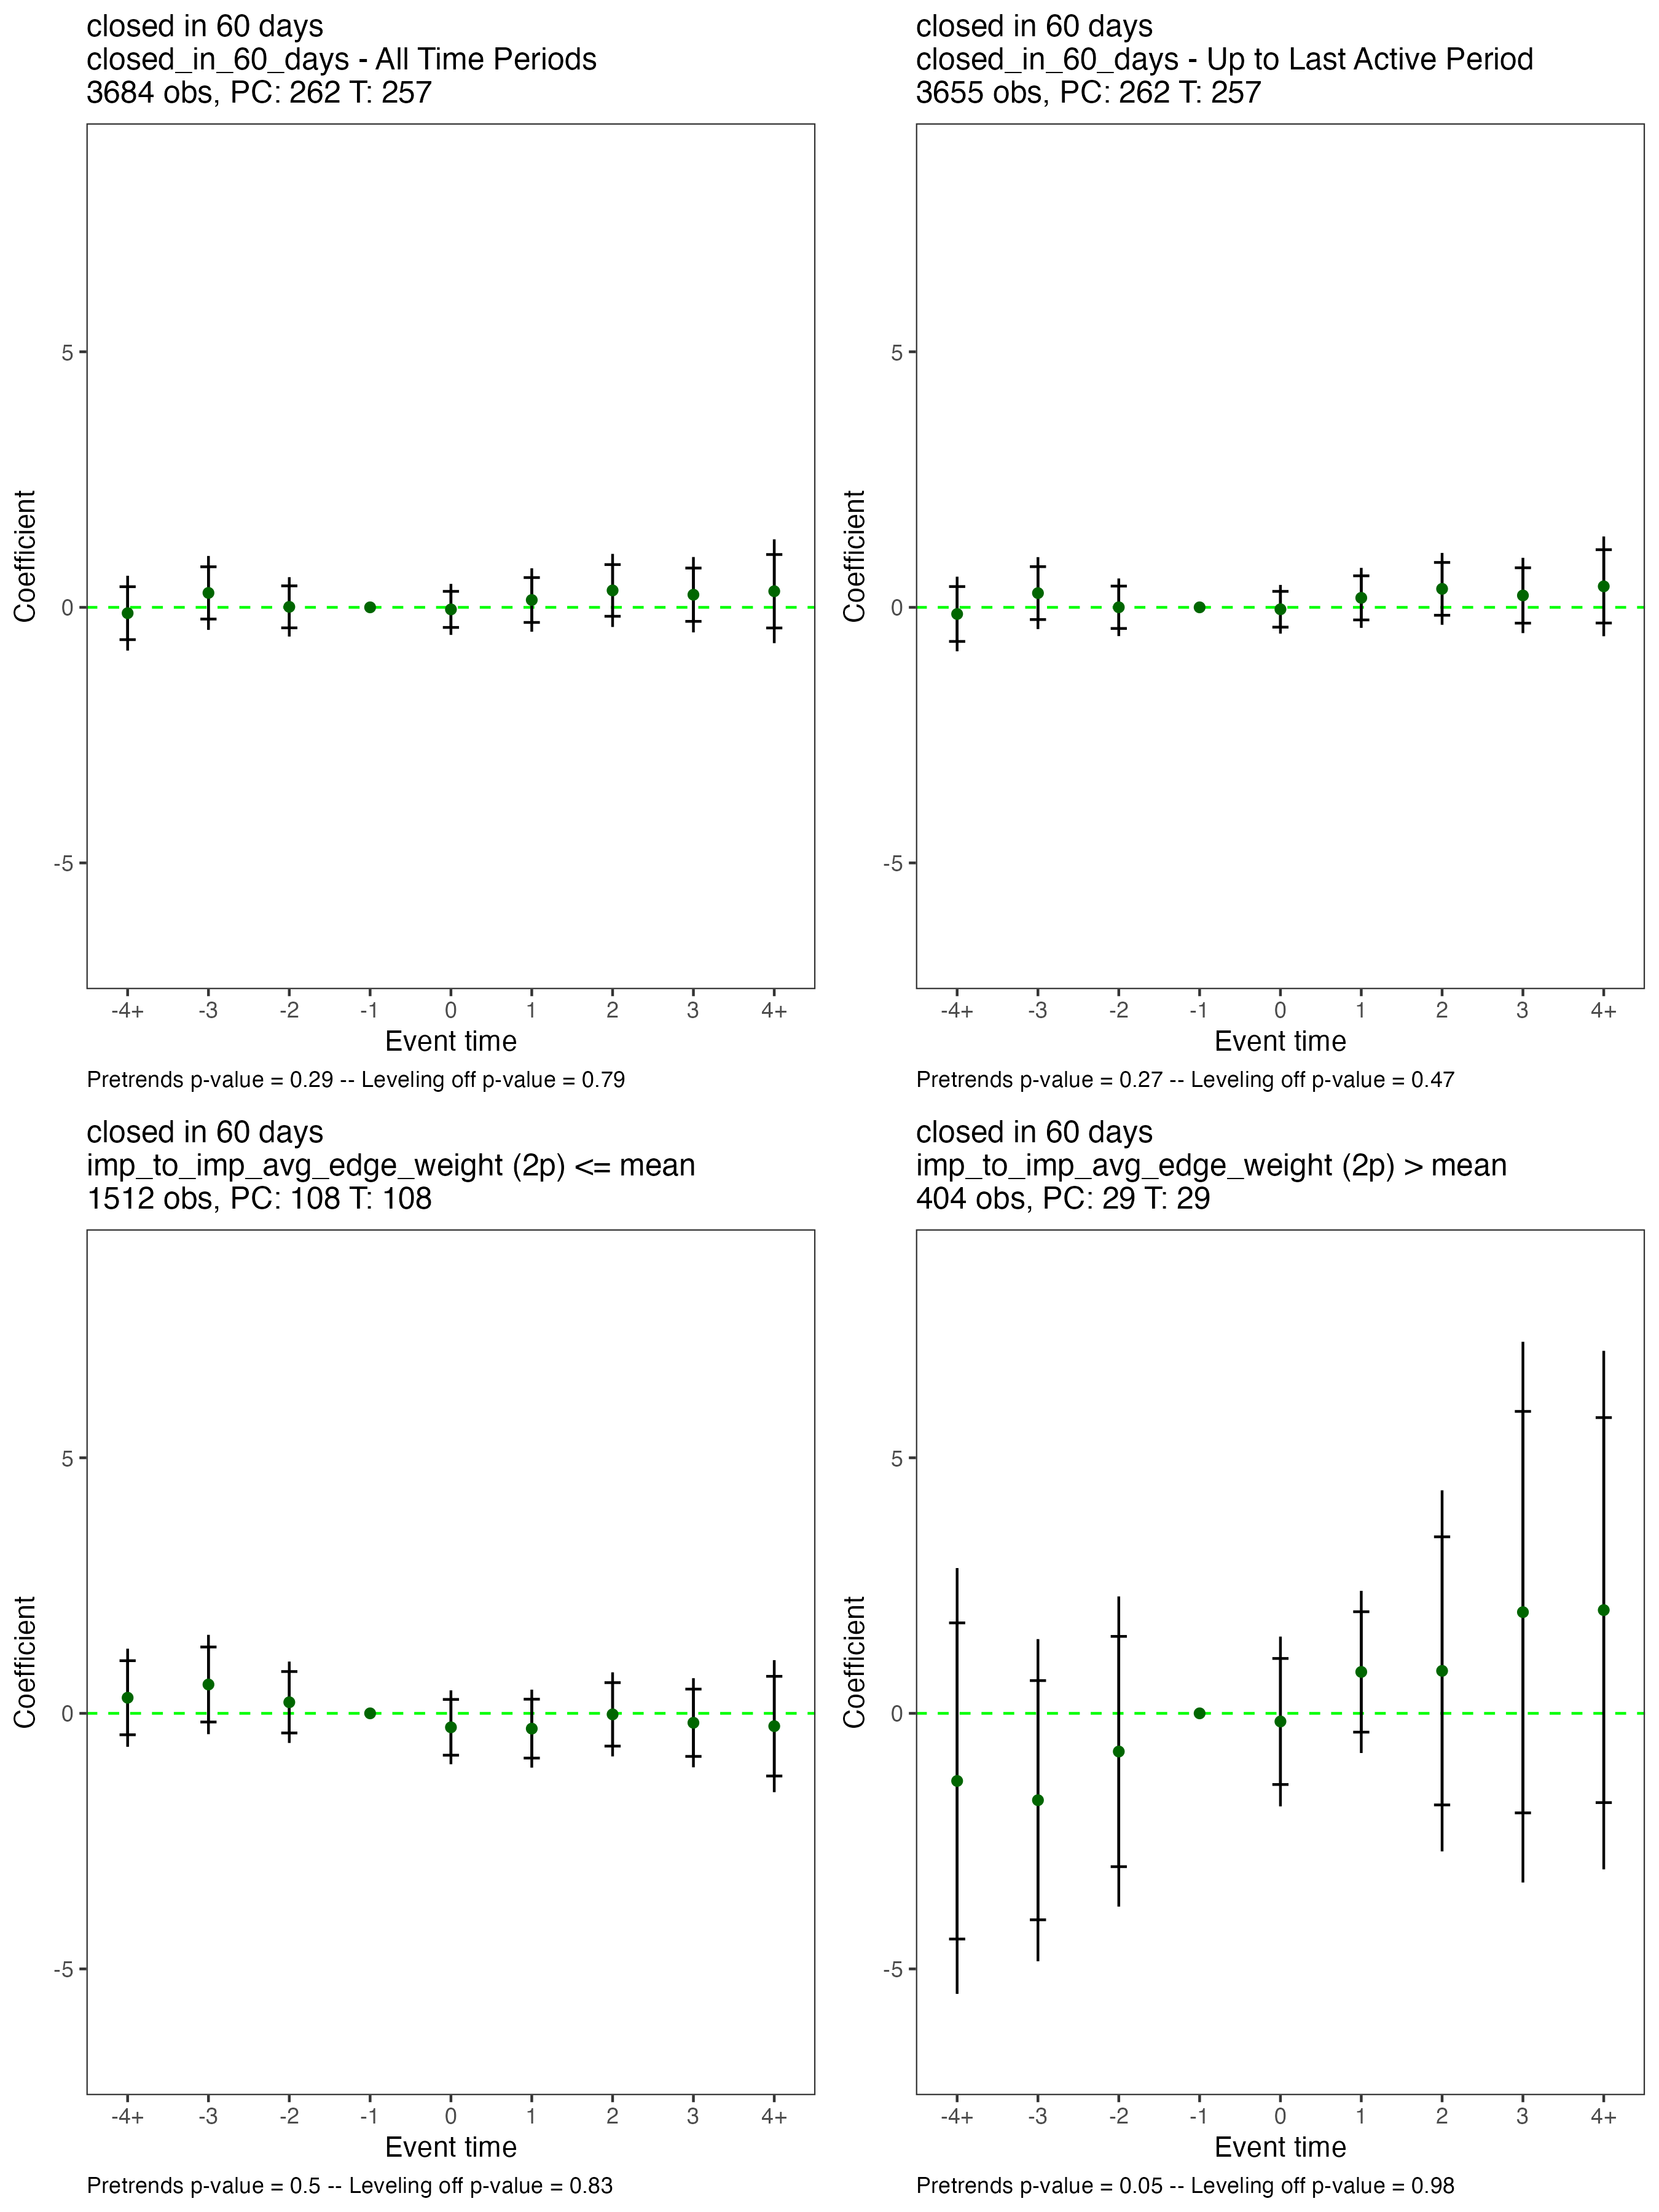 closed in 60 days
closed_in_60_days - All Time Periods
3684 obs, PC: 262 T: 257
Coefficient
5
0
-5
-4+ -3 -2 -1 0 1 2 3 4+
Event time
Pretrends p-value = 0.29 -- Leveling off p-value = 0.79
closed in 60 days
closed_in_60_days - Up to Last Active Period
3655 obs, PC: 262 T: 257
Coefficient
5
0
-5
-4+ -3 -2 -1 0 1 2 3 4+
Event time
Pretrends p-value = 0.27 -- Leveling off p-value = 0.47
closed in 60 days
imp_to_imp_avg_edge_weight (2p) <= mean
1512 obs, PC: 108 T: 108
Coefficient
5
0
-5
-4+ -3 -2 -1 0 1 2 3 4+
Event time
Pretrends p-value = 0.5 -- Leveling off p-value = 0.83
closed in 60 days
imp_to_imp_avg_edge_weight (2p) > mean
404 obs, PC: 29 T: 29
Coefficient
5
0
-5
-4+ -3 -2 -1 0 1 2 3 4+
Event time
Pretrends p-value = 0.05 -- Leveling off p-value = 0.98